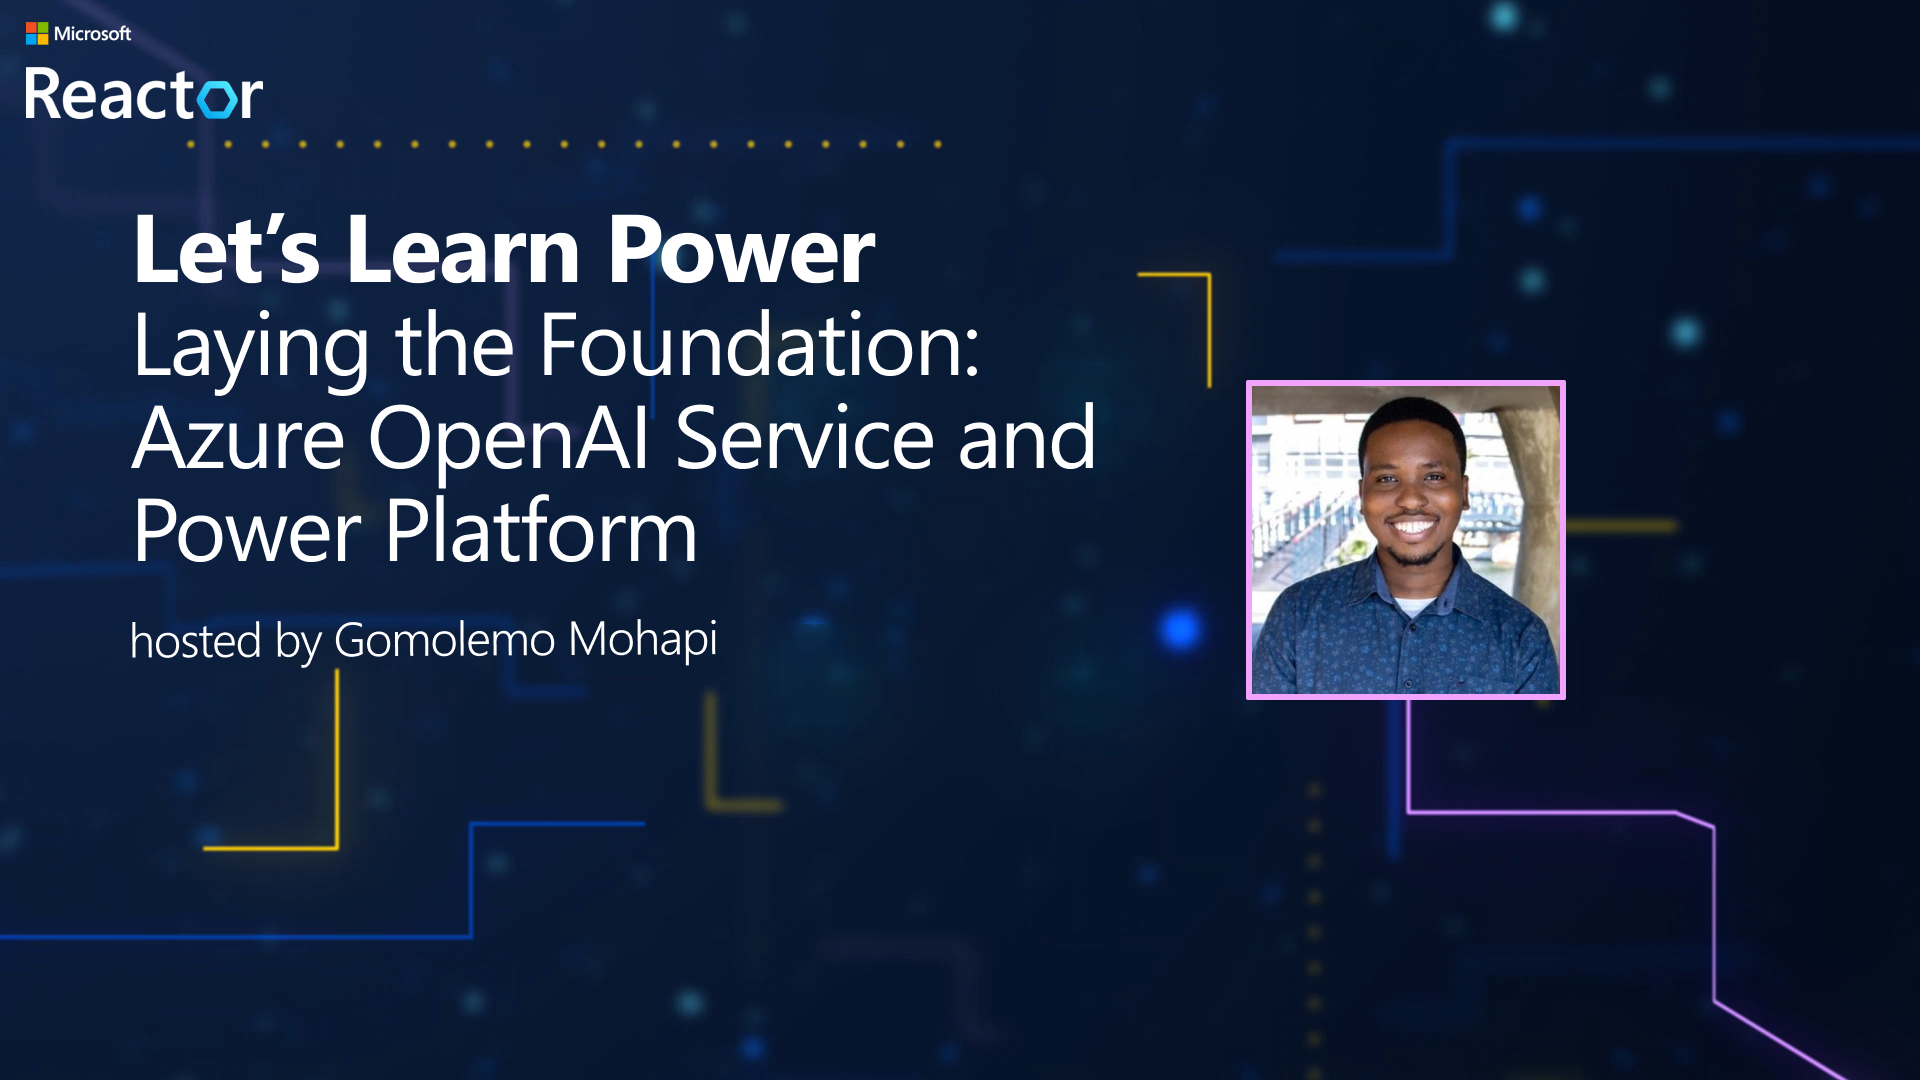 Microsoft
Reactor
Let’s Learn Power
Laying the Foundation:
Azure OpenAI Service and
Power Platform
hosted by Gomolemo Mohapi